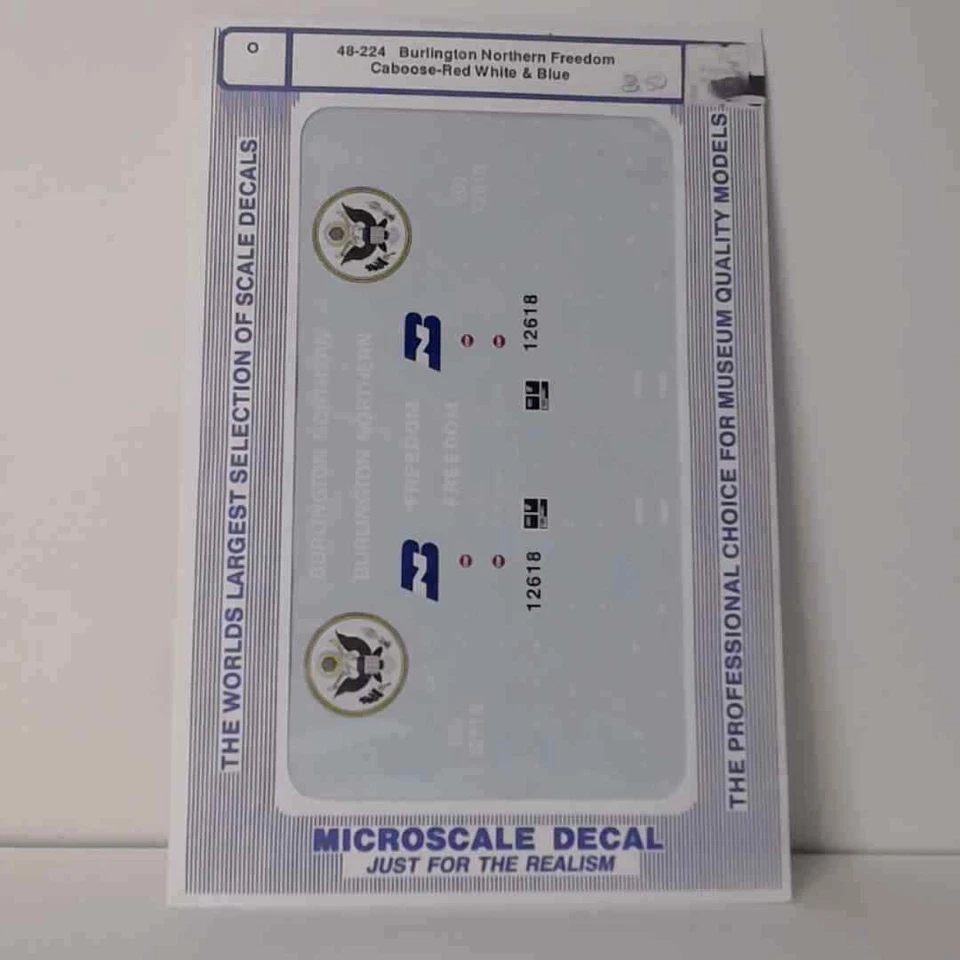 O
48-224 Burlington Northern Freedom
Caboose-Red White & Blue
THE WORLDS LARGEST SELECTION OF SCALE DECALS
BURLINGTON NORTHERN
BURLINGTON NORTHERN
FREEDOM
FREEDOM
12618
12618
THE PROFESSIONAL CHOICE FOR MUSEUM QUALITY MODELS
MICROSCALE DECAL
JUST FOR THE REALISM